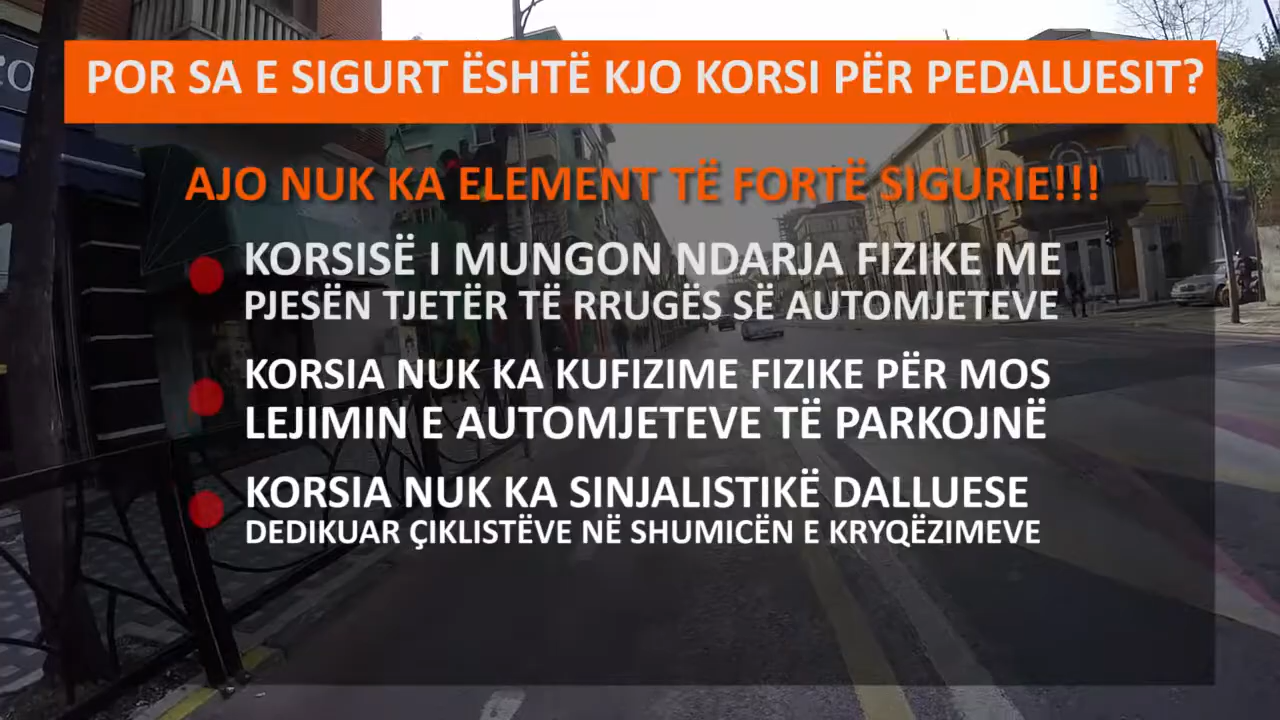 POR SA E SIGURT ËSHTË KJO KORSI PËR PEDALUESIT?
AJO NUK KA ELEMENT TË FORTË SIGURIE!!!
KORSISË I MUNGON NDARJA FIZIKE ME
PJESËN TJETËR TË RRUGËS SË AUTOMJETEVE
KORSIA NUK KA KUFIZIME FIZIKE PËR MOS
LEJIMIN E AUTOMJETEVE TË PARKOJNË
KORSIA NUK KA SINJALISTIKË DALLUESE
DEDIKUAR ÇIKLISTËVE NË SHUMICËN E KRYQËZIMEVE